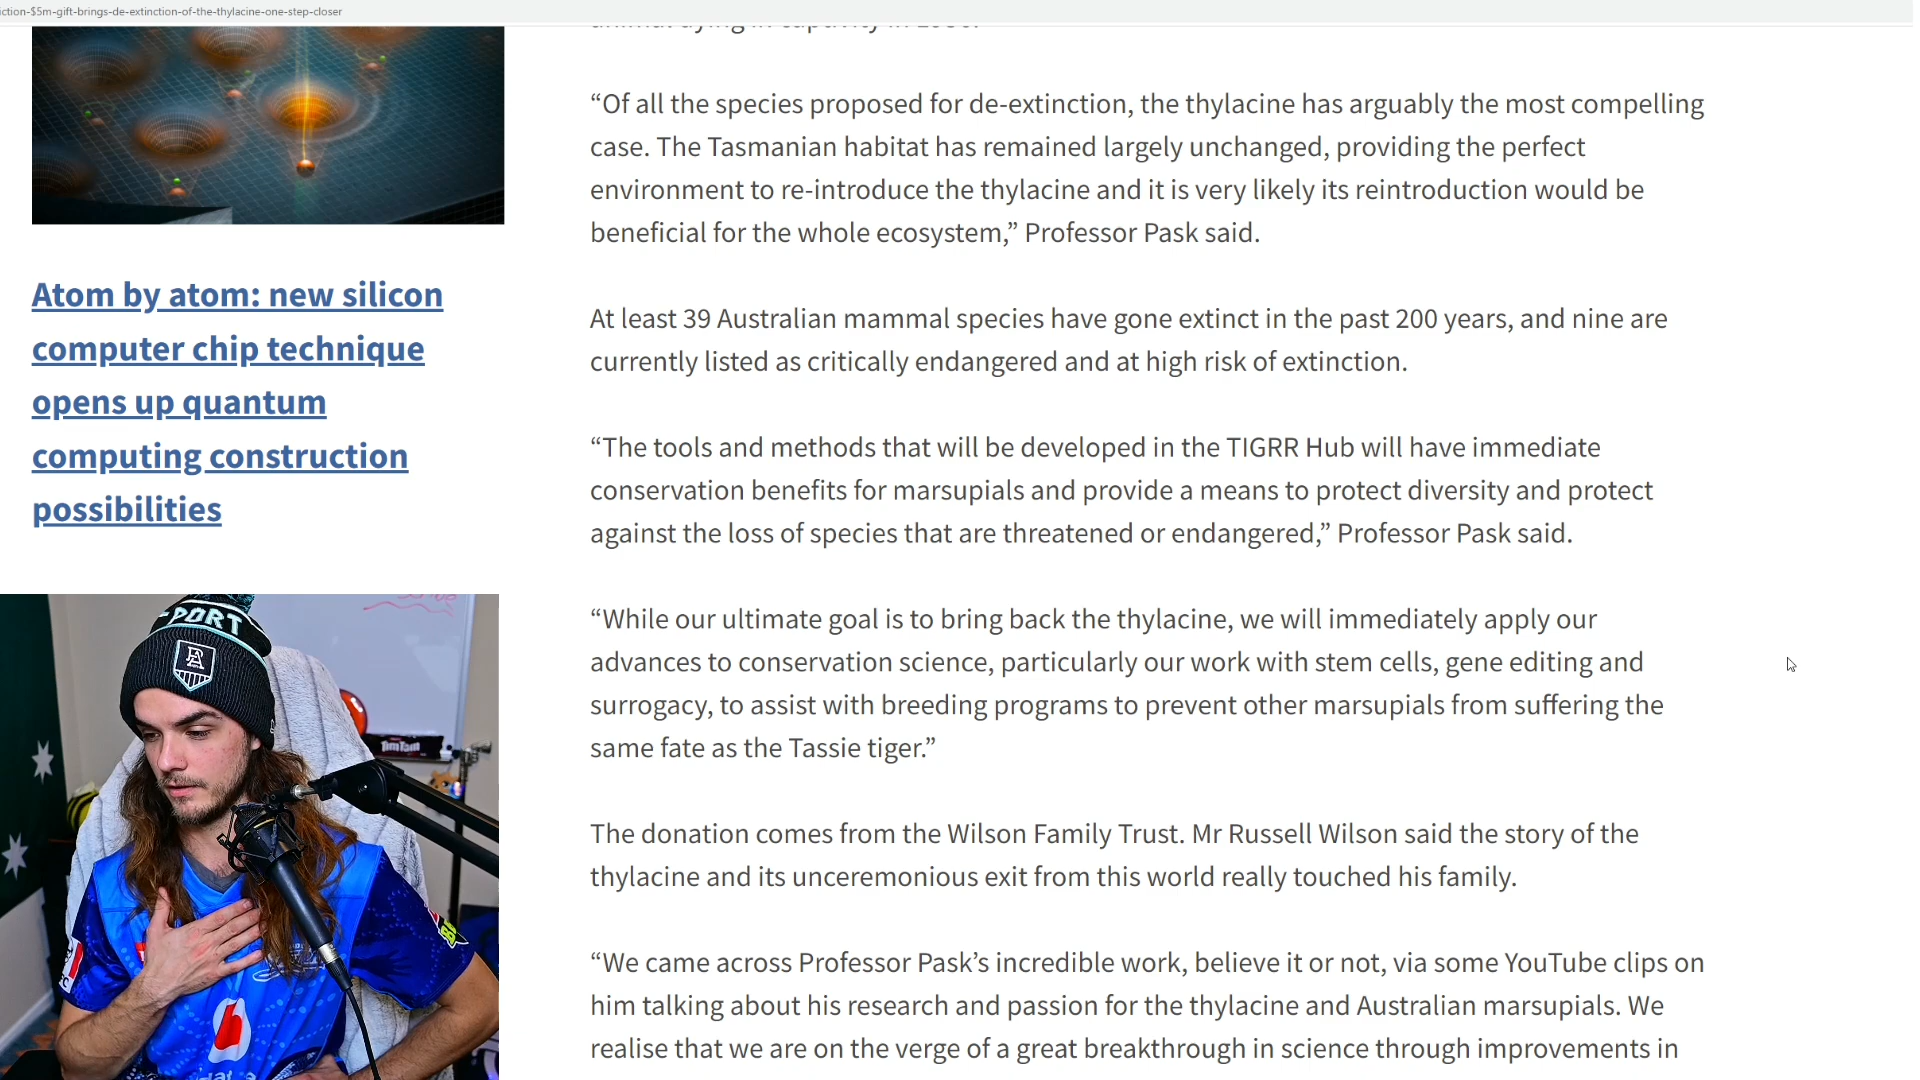 iction-$5m-gift-brings-de-extinction-of-the-thylacine-one-step-closer
“Of all the species proposed for de-extinction, the thylacine has arguably the most compelling
case. The Tasmanian habitat has remained largely unchanged, providing the perfect
environment to re-introduce the thylacine and it is very likely its reintroduction would be
beneficial for the whole ecosystem,” Professor Pask said.
At least 39 Australian mammal species have gone extinct in the past 200 years, and nine are
currently listed as critically endangered and at high risk of extinction.
“The tools and methods that will be developed in the TIGRR Hub will have immediate
conservation benefits for marsupials and provide a means to protect diversity and protect
against the loss of species that are threatened or endangered,” Professor Pask said.
“While our ultimate goal is to bring back the thylacine, we will immediately apply our
advances to conservation science, particularly our work with stem cells, gene editing and
surrogacy, to assist with breeding programs to prevent other marsupials from suffering the
same fate as the Tassie tiger.”
The donation comes from the Wilson Family Trust. Mr Russell Wilson said the story of the
thylacine and its unceremonious exit from this world really touched his family.
“We came across Professor Pask’s incredible work, believe it or not, via some YouTube clips on
him talking about his research and passion for the thylacine and Australian marsupials. We
realise that we are on the verge of a great breakthrough in science through improvements in
Atom by atom: new silicon
computer chip technique
opens up quantum
computing construction
possibilities
PORT
PA
TimTam